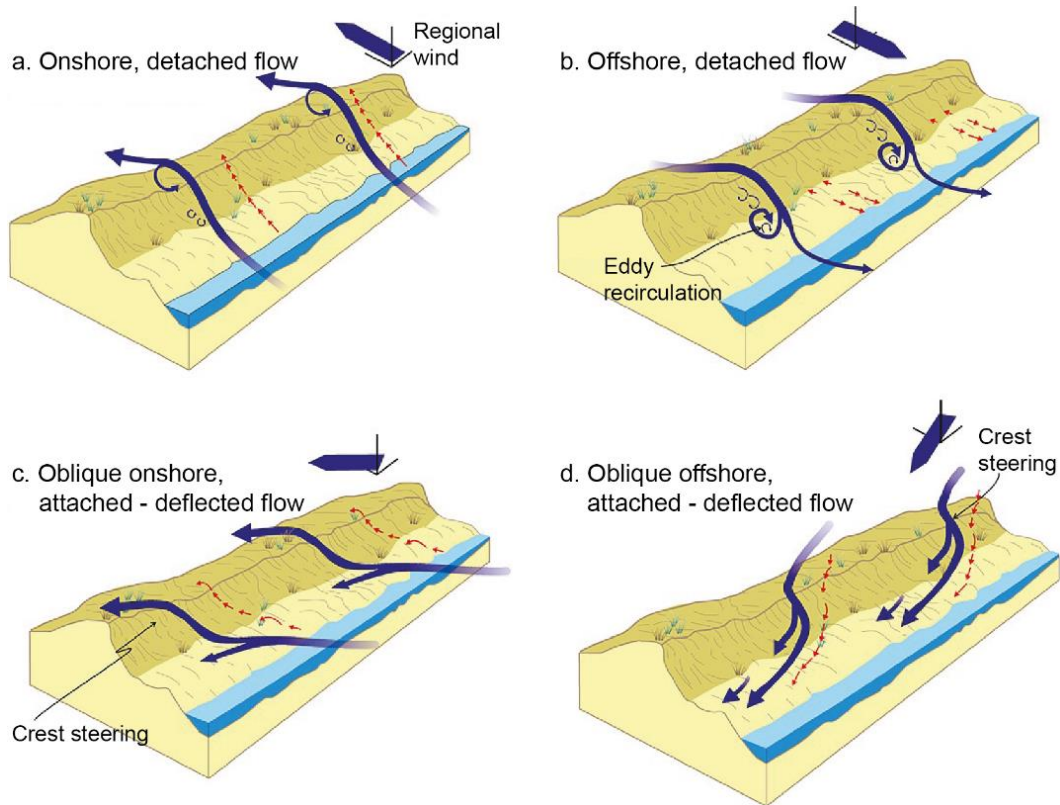 Regional
wind
a. Onshore, detached flow
b. Offshore, detached flow
Eddy
recirculation
c. Oblique onshore,
attached - deflected flow
Crest steering
d. Oblique offshore,
attached - deflected flow
Crest
steering